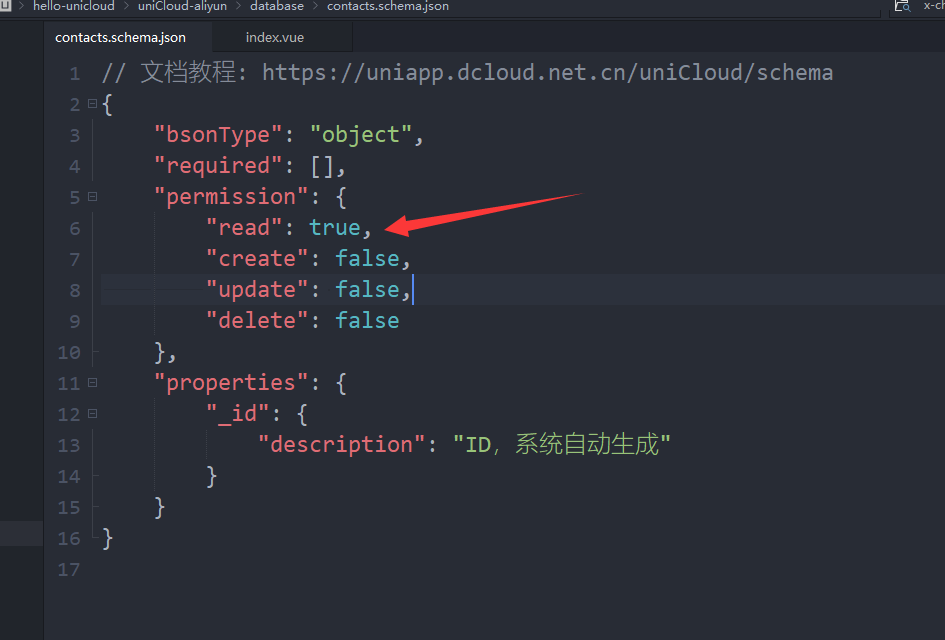 hello-unicloud > uniCloud-aliyun > database > contacts.schema.json
contacts.schema.json index.vue
1 // 文档教程: https://uniapp.dcloud.net.cn/uniCloud/schema
2 {
3 "bsonType": "object",
4 "required": [],
5 "permission": {
6 "read": true,
7 "create": false,
8 "update": false,
9 "delete": false
10 },
11 "properties": {
12 "_id": {
13 "description": "ID，系统自动生成"
14 }
15 }
16 }
17